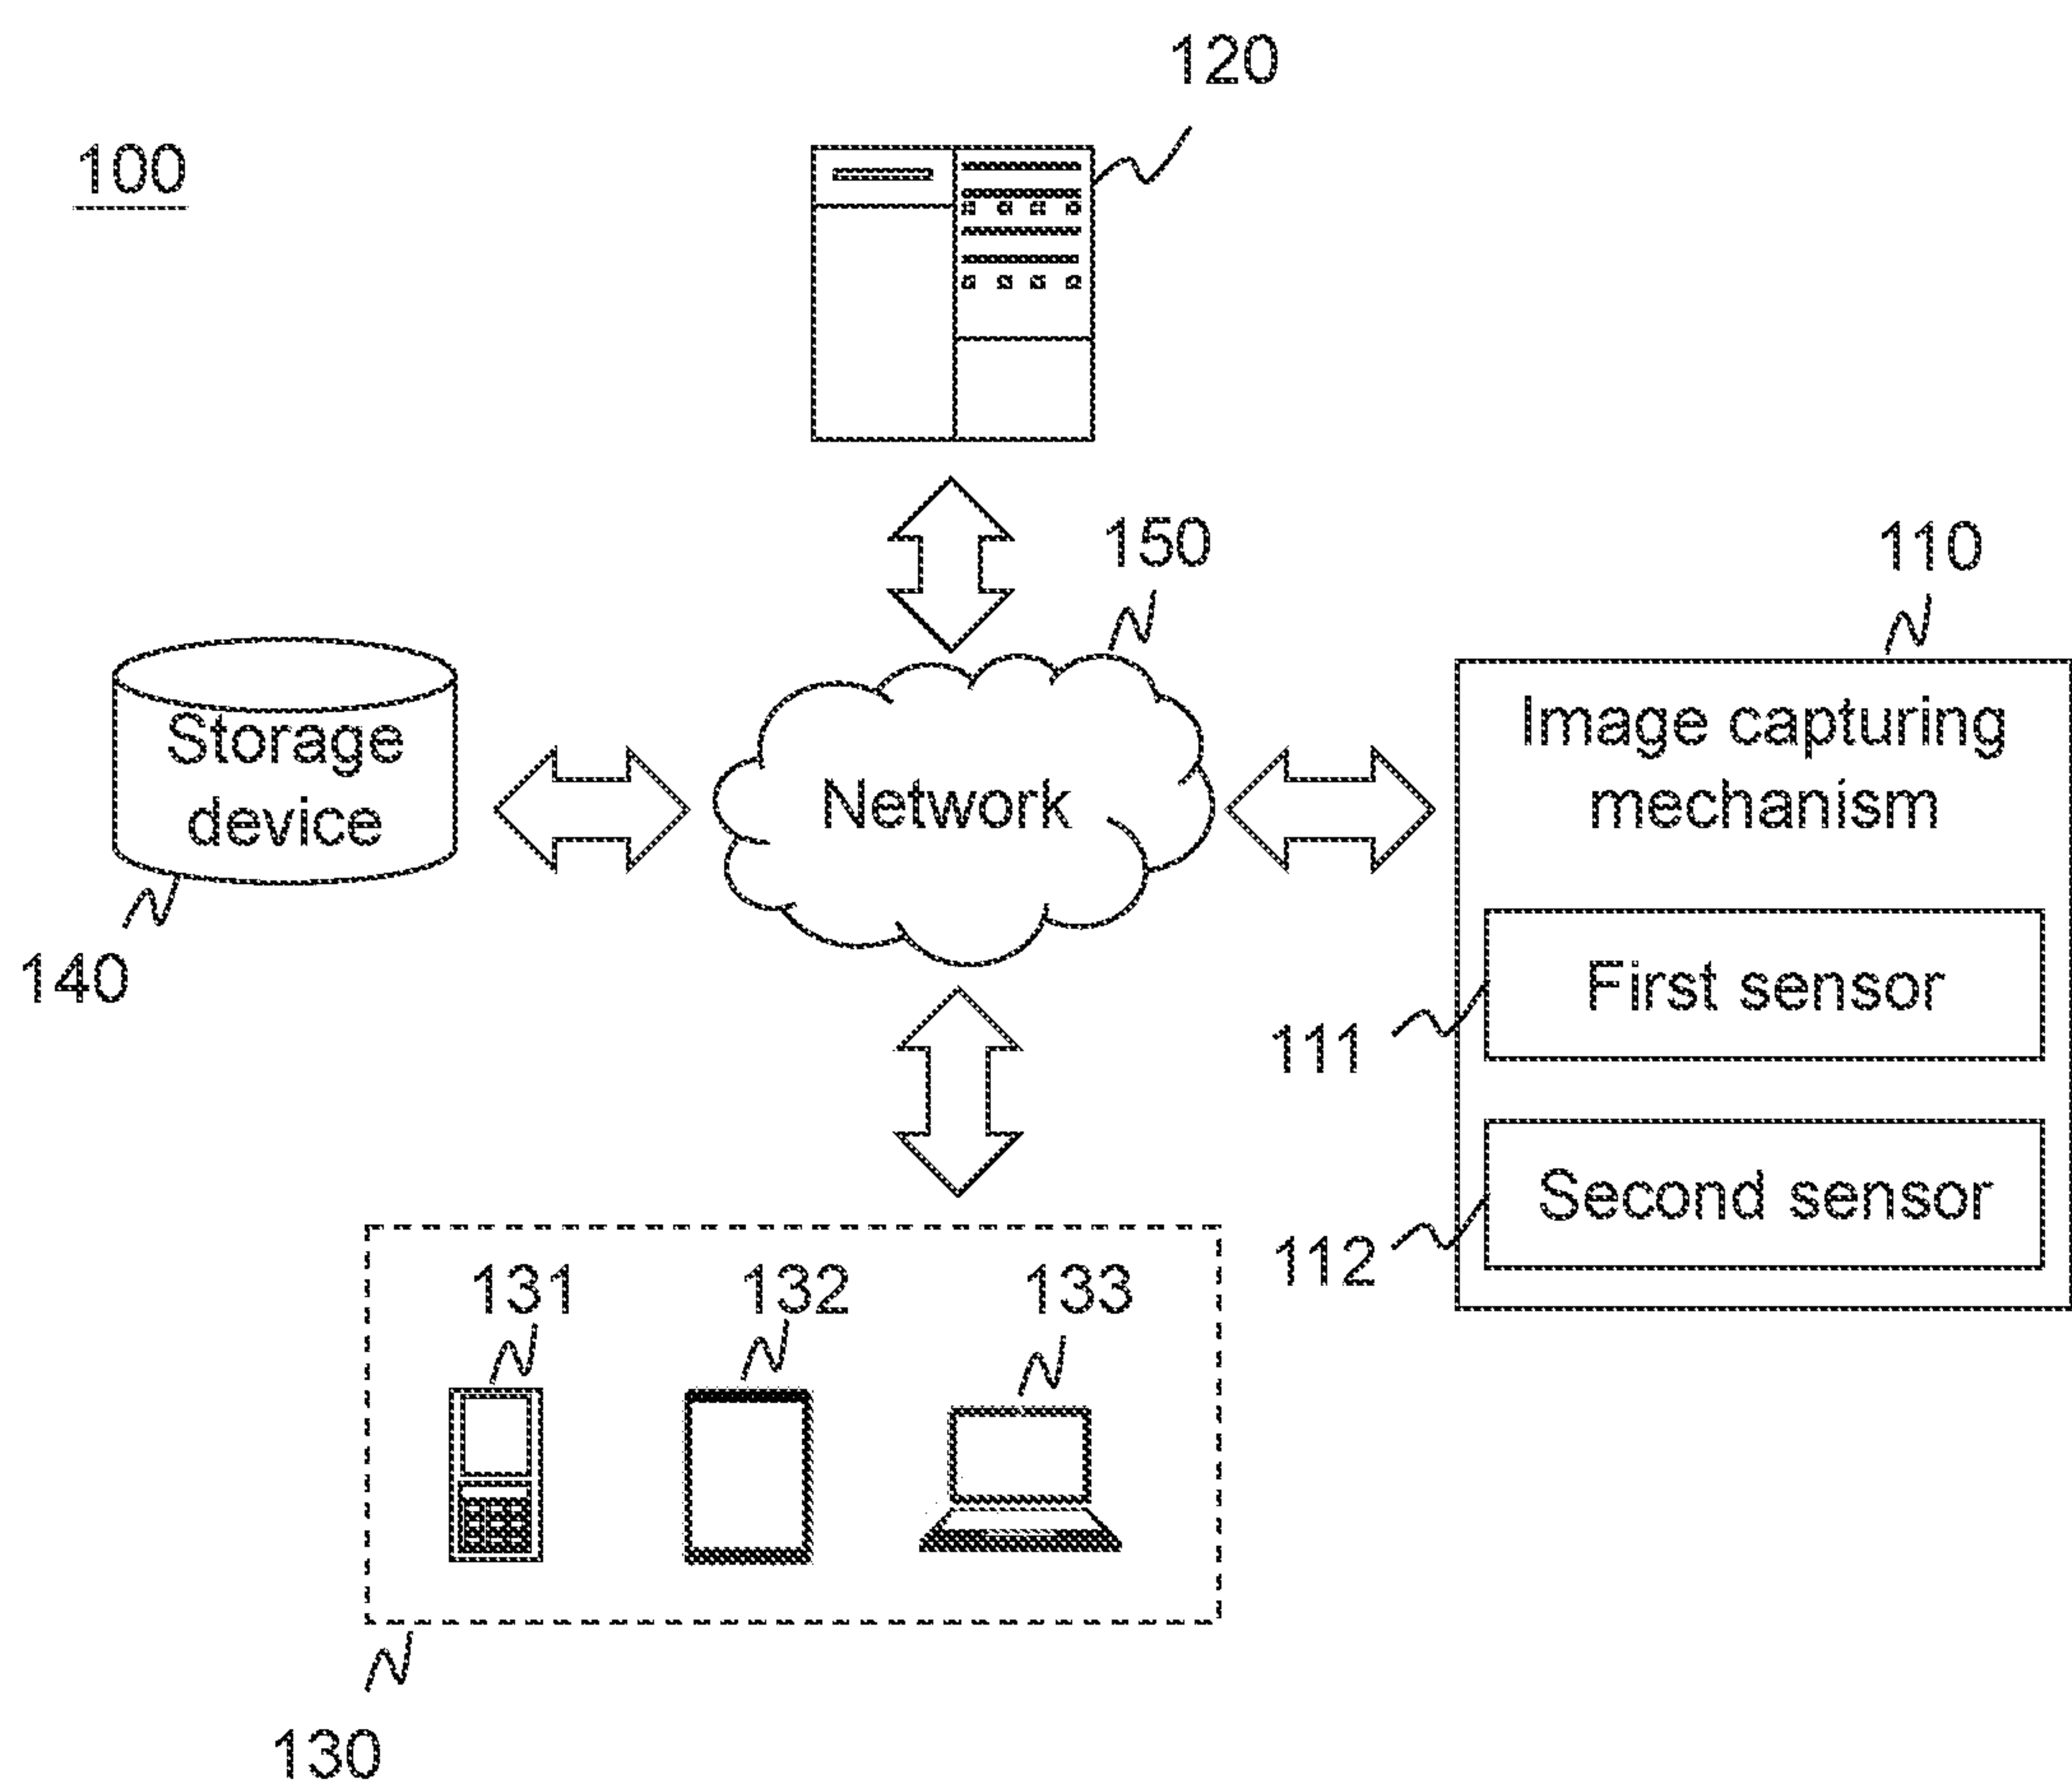 120
100
150
110
Storage
device
Network
Image capturing
mechanism
140
First sensor
111
Second sensor
112
131
132
133
130